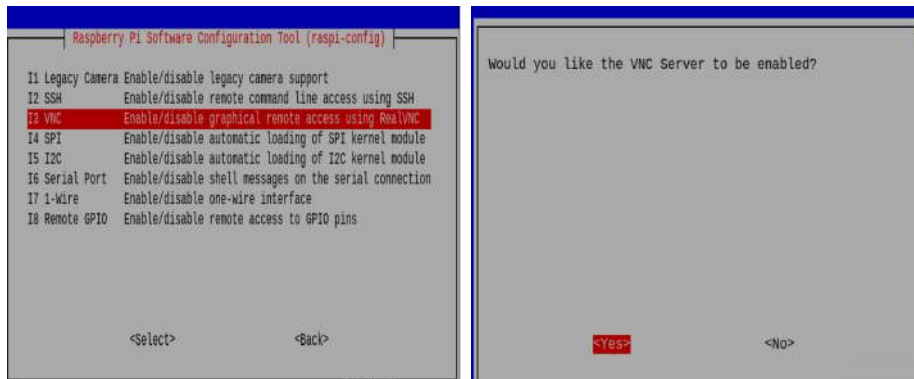 Raspberry Pi Software Configuration Tool (raspi-config)
I1 Legacy Camera Enable/disable legacy camera support
I2 SSH Enable/disable remote command line access using SSH
I3 VNC Enable/disable graphical remote access using RealVNC
I4 SPI Enable/disable automatic loading of SPI kernel module
I5 I2C Enable/disable automatic loading of I2C kernel module
I6 Serial Port Enable/disable shell messages on the serial connection
I7 1-Wire Enable/disable one-wire interface
I8 Remote GPIO Enable/disable remote access to GPIO pins
<Select> <Back>
Would you like the VNC Server to be enabled?
<Yes> <No>